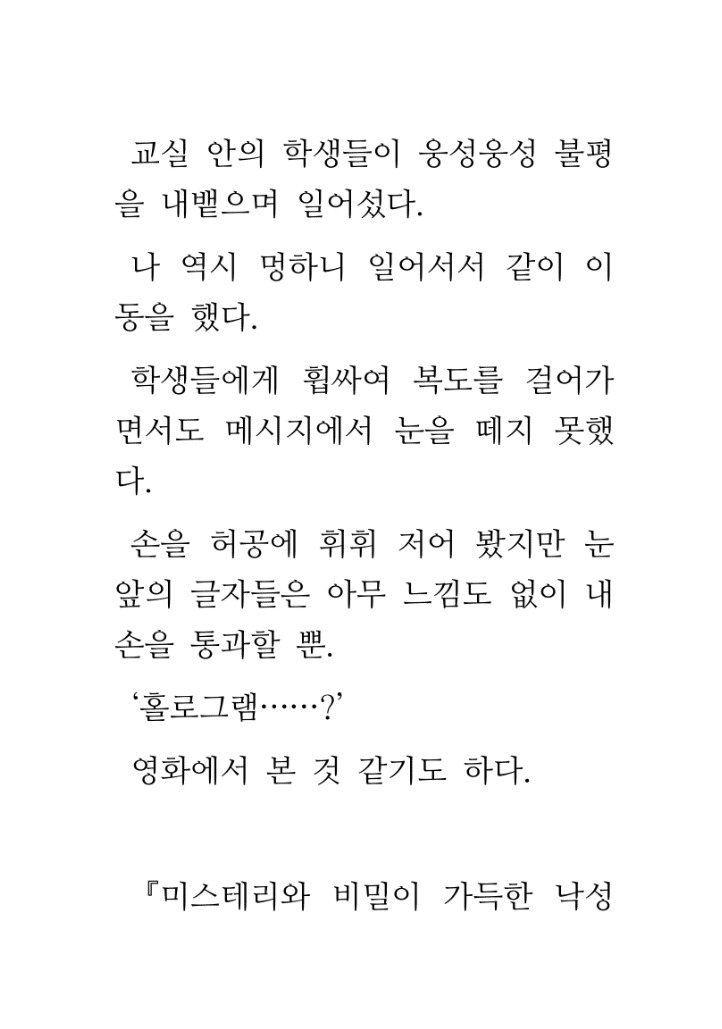 교실 안의 학생들이 웅성웅성 불평
을 내뱉으며 일어섰다.
나 역시 멍하니 일어서서 같이 이
동을 했다.
학생들에게 휩싸여 복도를 걸어가
면서도 메시지에서 눈을 떼지 못했
다.
손을 허공에 휘휘 저어 봤지만 눈
앞의 글자들은 아무 느낌도 없이 내
손을 통과할 뿐.
‘홀로그램……?’
영화에서 본 것 같기도 하다.
『미스테리와 비밀이 가득한 낙성